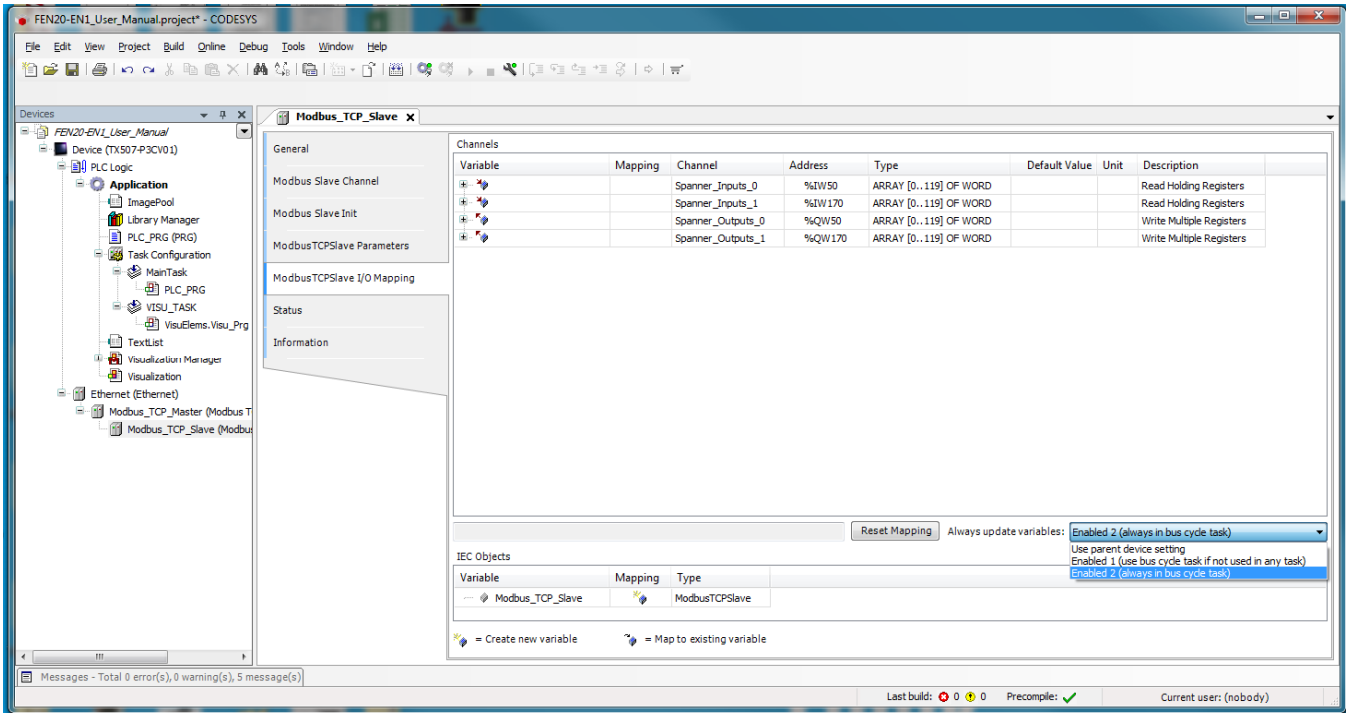 FEN20-EN1_User_Manual.project* - CODESYS
File Edit View Project Build Online Debug Tools Window Help
Devices
FEN20-EN1_User_Manual
Device (TX507-P3CV01)
PLC Logic
Application
ImagePool
Library Manager
PLC_PRG (PRG)
Task Configuration
MainTask
PLC_PRG
VISU_TASK
VisuElems.Visu_Prg
TextList
Visualization Manager
Visualization
Ethernet (Ethernet)
Modbus_TCP_Master (Modbus T
Modbus_TCP_Slave (Modbu
Modbus_TCP_Slave
General
Modbus Slave Channel
Modbus Slave Init
ModbusTCPSlave Parameters
ModbusTCPSlave I/O Mapping
Status
Information
Channels
Variable Mapping Channel Address Type Default Value Unit Description
Spanner_Inputs_0 %IW50 ARRAY [0..119] OF WORD Read Holding Registers
Spanner_Inputs_1 %IW170 ARRAY [0..119] OF WORD Read Holding Registers
Spanner_Outputs_0 %QW50 ARRAY [0..119] OF WORD Write Multiple Registers
Spanner_Outputs_1 %QW170 ARRAY [0..119] OF WORD Write Multiple Registers
Reset Mapping Always update variables: Enabled 2 (always in bus cycle task)
Use parent device setting
Enabled 1 (use bus cycle task if not used in any task)
Enabled 2 (always in bus cycle task)
IEC Objects
Variable Mapping Type
Modbus_TCP_Slave ModbusTCPSlave
= Create new variable = Map to existing variable
Messages - Total 0 error(s), 0 warning(s), 5 message(s)
Last build: 0 0 Precompile: Current user: (nobody)